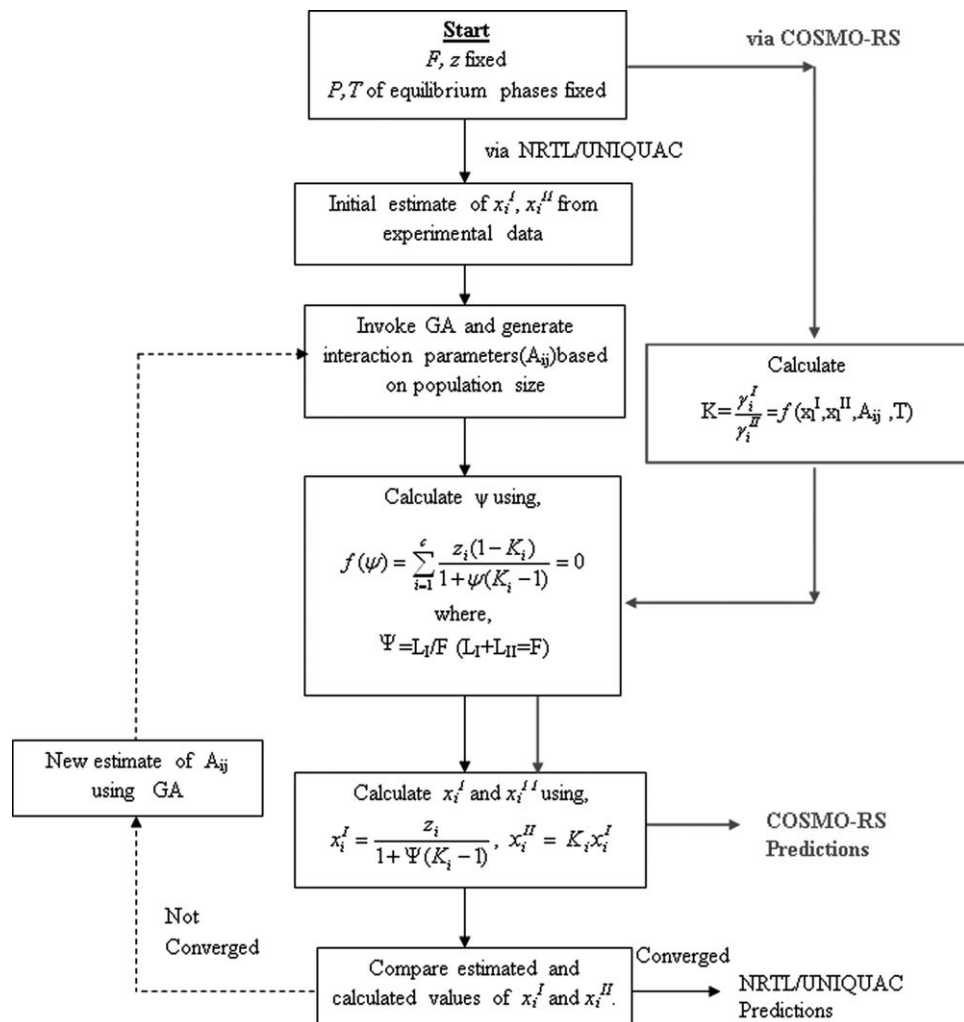 Start
F, z fixed
P,T of equilibrium phases fixed
via COSMO-RS
via NRTL/UNIQUAC
Initial estimate of x_i^I, x_i^II from
experimental data
Invoke GA and generate
interaction parameters(A_ij)based
on population size
Calculate
K=γ_i^I/γ_i^II=f(x_i^I,x_i^II,A_ij ,T)
Calculate ψ using,
f(ψ)=∑_{i=1}^{c} z_i(1−K_i)/(1+ψ(K_i−1))=0
where,
Ψ=L_I/F (L_I+L_II=F)
New estimate of A_ij
using GA
Calculate x_i^I and x_i^II using,
x_i^I=z_i/(1+Ψ(K_i−1)), x_i^II= K_i x_i^I
COSMO-RS
Predictions
Not
Converged
Compare estimated and
calculated values of x_i^I and x_i^II.
Converged
NRTL/UNIQUAC
Predictions